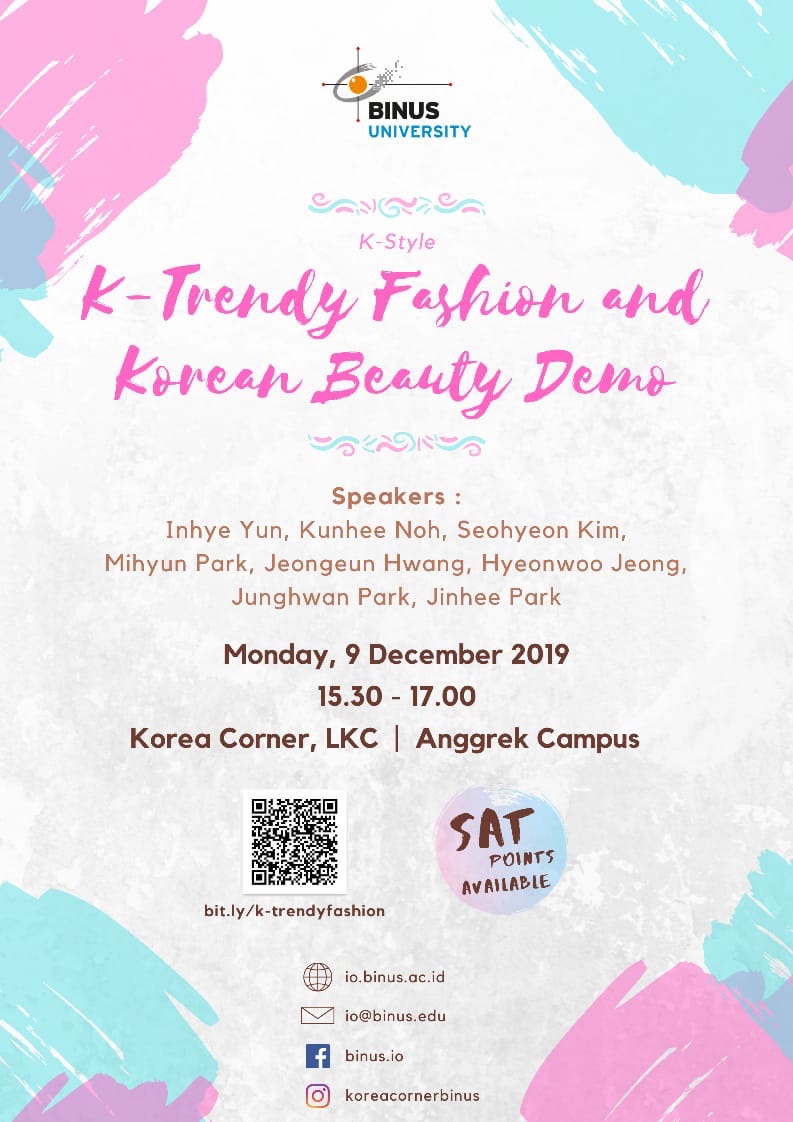 BINUS
UNIVERSITY
K-Style
K-Trendy Fashion and
Korean Beauty Demo
Speakers :
Inhye Yun, Kunhee Noh, Seohyeon Kim,
Mihyun Park, Jeongeun Hwang, Hyeonwoo Jeong,
Junghwan Park, Jinhee Park
Monday, 9 December 2019
15.30 - 17.00
Korea Corner, LKC | Anggrek Campus
SAT
POINTS
AVAILABLE
bit.ly/k-trendyfashion
io.binus.ac.id
io@binus.edu
binus.io
koreacornerbinus